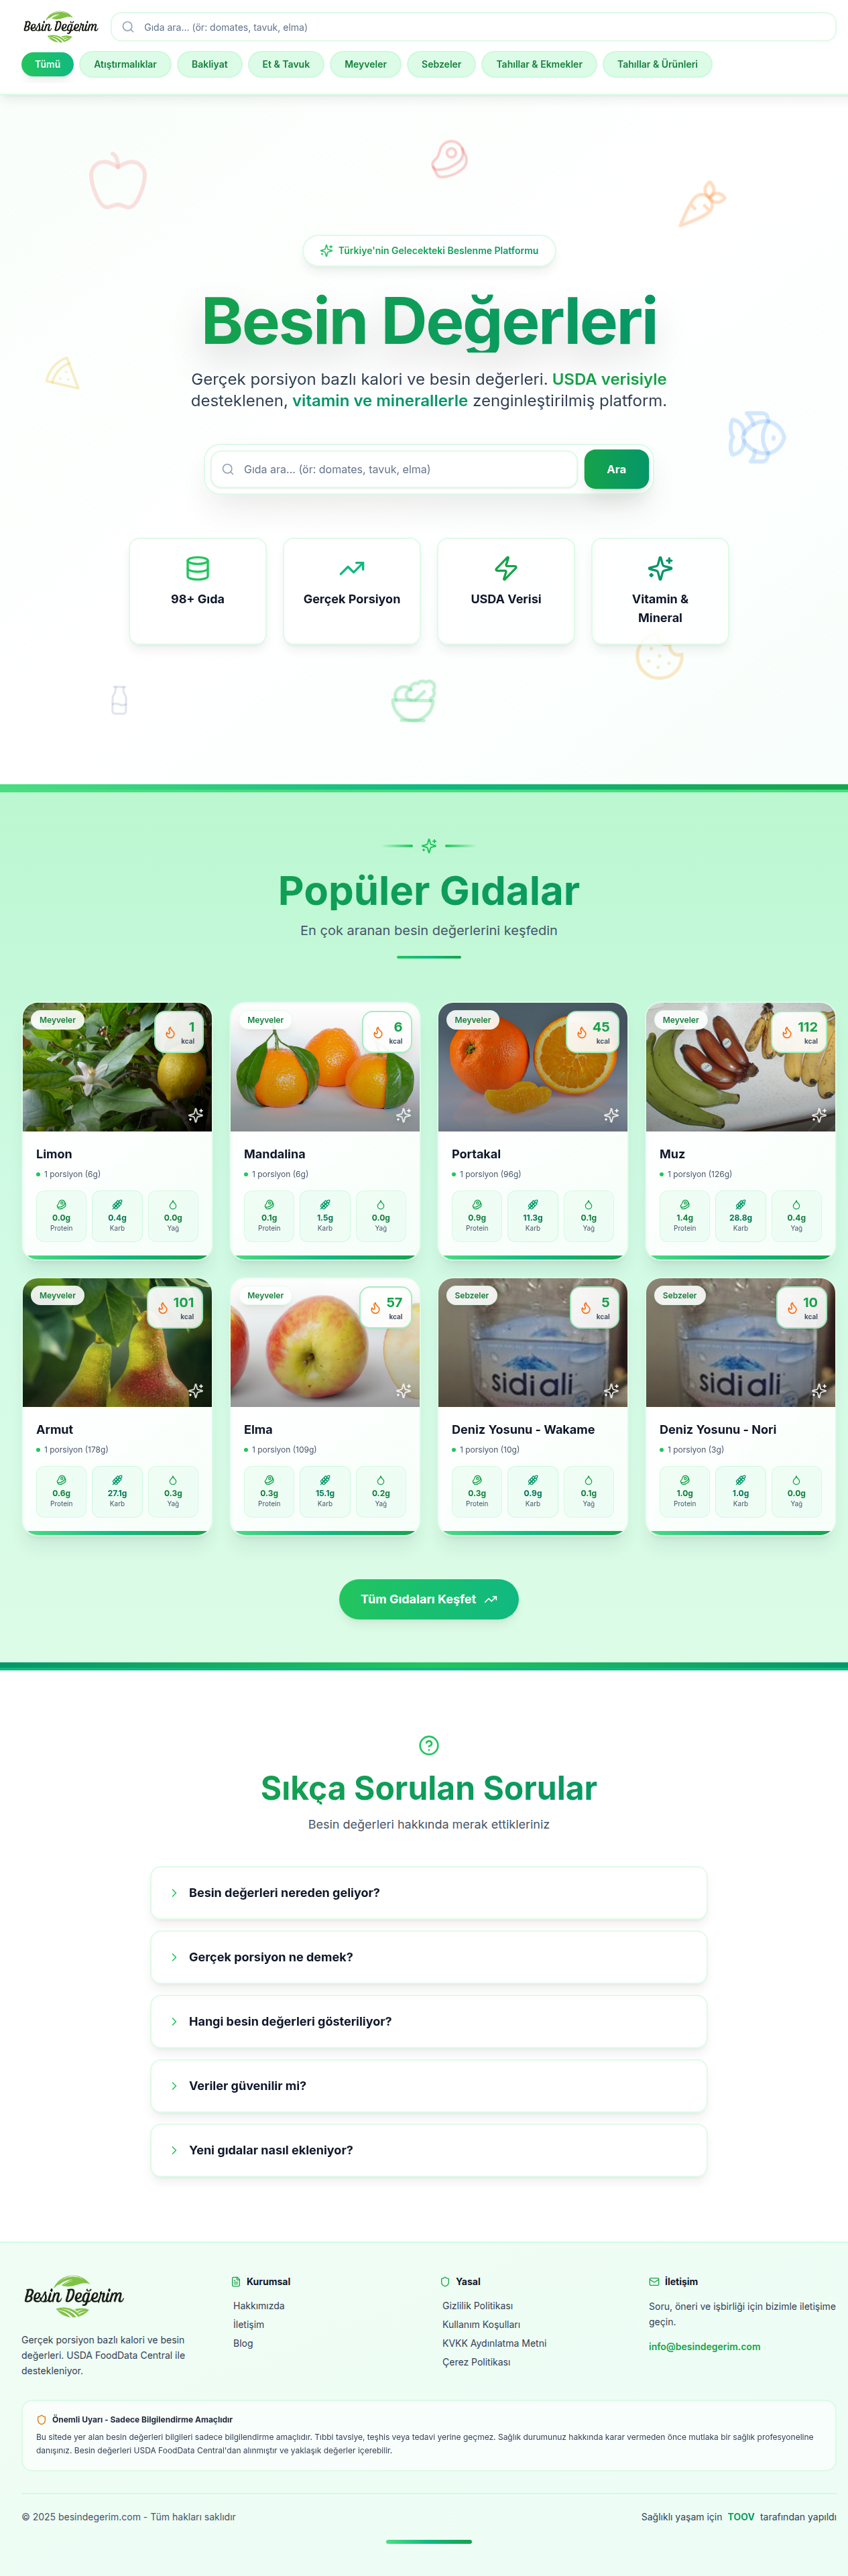 Besin Değerim
Gıda ara... (ör: domates, tavuk, elma)
Tümü
Atıştırmalıklar
Bakliyat
Et & Tavuk
Meyveler
Sebzeler
Tahıllar & Ekmekler
Tahıllar & Ürünleri
Türkiye'nin Gelecekteki Beslenme Platformu
Besin Değerleri
Gerçek porsiyon bazlı kalori ve besin değerleri. USDA verisiyle
desteklenen, vitamin ve minerallerle zenginleştirilmiş platform.
Gıda ara... (ör: domates, tavuk, elma)
Ara
98+ Gıda
Gerçek Porsiyon
USDA Verisi
Vitamin &
Mineral
Popüler Gıdalar
En çok aranan besin değerlerini keşfedin
Meyveler
1
kcal
Limon
1 porsiyon (6g)
0.0g
Protein
0.4g
Karb
0.0g
Yağ
Meyveler
6
kcal
Mandalina
1 porsiyon (6g)
0.1g
Protein
1.5g
Karb
0.0g
Yağ
Meyveler
45
kcal
Portakal
1 porsiyon (96g)
0.9g
Protein
11.3g
Karb
0.1g
Yağ
Meyveler
112
kcal
Muz
1 porsiyon (126g)
1.4g
Protein
28.8g
Karb
0.4g
Yağ
Meyveler
101
kcal
Armut
1 porsiyon (178g)
0.6g
Protein
27.1g
Karb
0.3g
Yağ
Meyveler
57
kcal
Elma
1 porsiyon (109g)
0.3g
Protein
15.1g
Karb
0.2g
Yağ
Sebzeler
5
kcal
sidi ali
Deniz Yosunu - Wakame
1 porsiyon (10g)
0.3g
Protein
0.9g
Karb
0.1g
Yağ
Sebzeler
10
kcal
sidi ali
Deniz Yosunu - Nori
1 porsiyon (3g)
1.0g
Protein
1.0g
Karb
0.0g
Yağ
Tüm Gıdaları Keşfet
Sıkça Sorulan Sorular
Besin değerleri hakkında merak ettikleriniz
Besin değerleri nereden geliyor?
Gerçek porsiyon ne demek?
Hangi besin değerleri gösteriliyor?
Veriler güvenilir mi?
Yeni gıdalar nasıl ekleniyor?
Besin Değerim
Gerçek porsiyon bazlı kalori ve besin
değerleri. USDA FoodData Central ile
destekleniyor.
Kurumsal
Hakkımızda
İletişim
Blog
Yasal
Gizlilik Politikası
Kullanım Koşulları
KVKK Aydınlatma Metni
Çerez Politikası
İletişim
Soru, öneri ve işbirliği için bizimle iletişime
geçin.
info@besindegerim.com
Önemli Uyarı - Sadece Bilgilendirme Amaçlıdır
Bu sitede yer alan besin değerleri bilgileri sadece bilgilendirme amaçlıdır. Tıbbi tavsiye, teşhis veya tedavi yerine geçmez. Sağlık durumunuz hakkında karar vermeden önce mutlaka bir sağlık profesyoneline
danışınız. Besin değerleri USDA FoodData Central'dan alınmıştır ve yaklaşık değerler içerebilir.
© 2025 besindegerim.com - Tüm hakları saklıdır
Sağlıklı yaşam için TOOV tarafından yapıldı